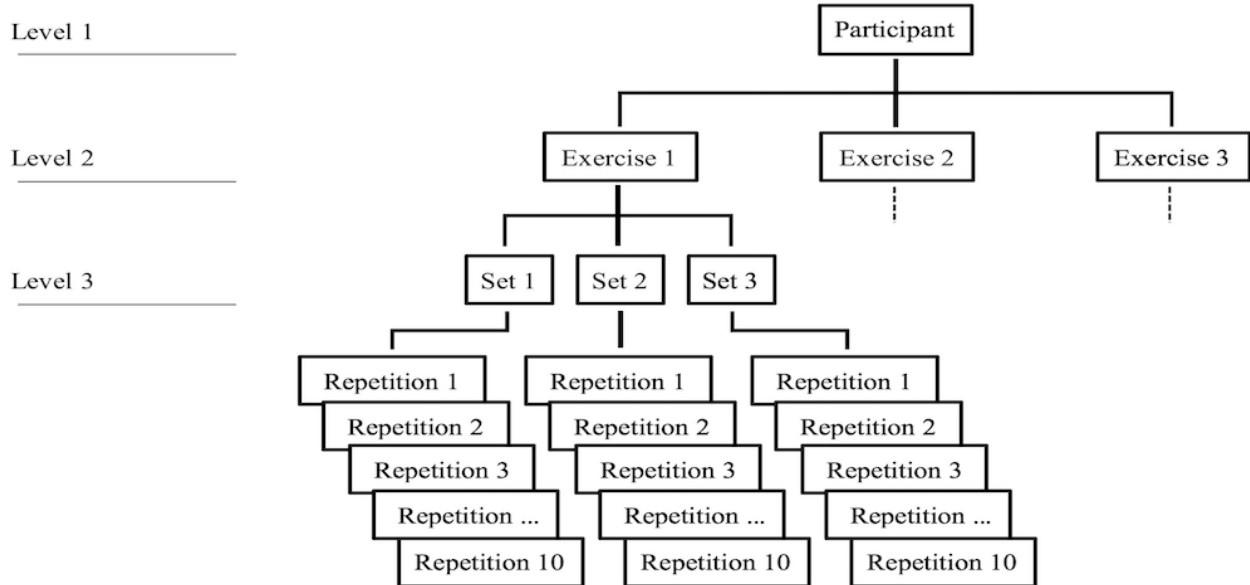 Level 1
Participant
Level 2
Exercise 1
Exercise 2
Exercise 3
Level 3
Set 1
Set 2
Set 3
Repetition 1
Repetition 2
Repetition 3
Repetition ...
Repetition 10
Repetition 1
Repetition 2
Repetition 3
Repetition ...
Repetition 10
Repetition 1
Repetition 2
Repetition 3
Repetition ...
Repetition 10